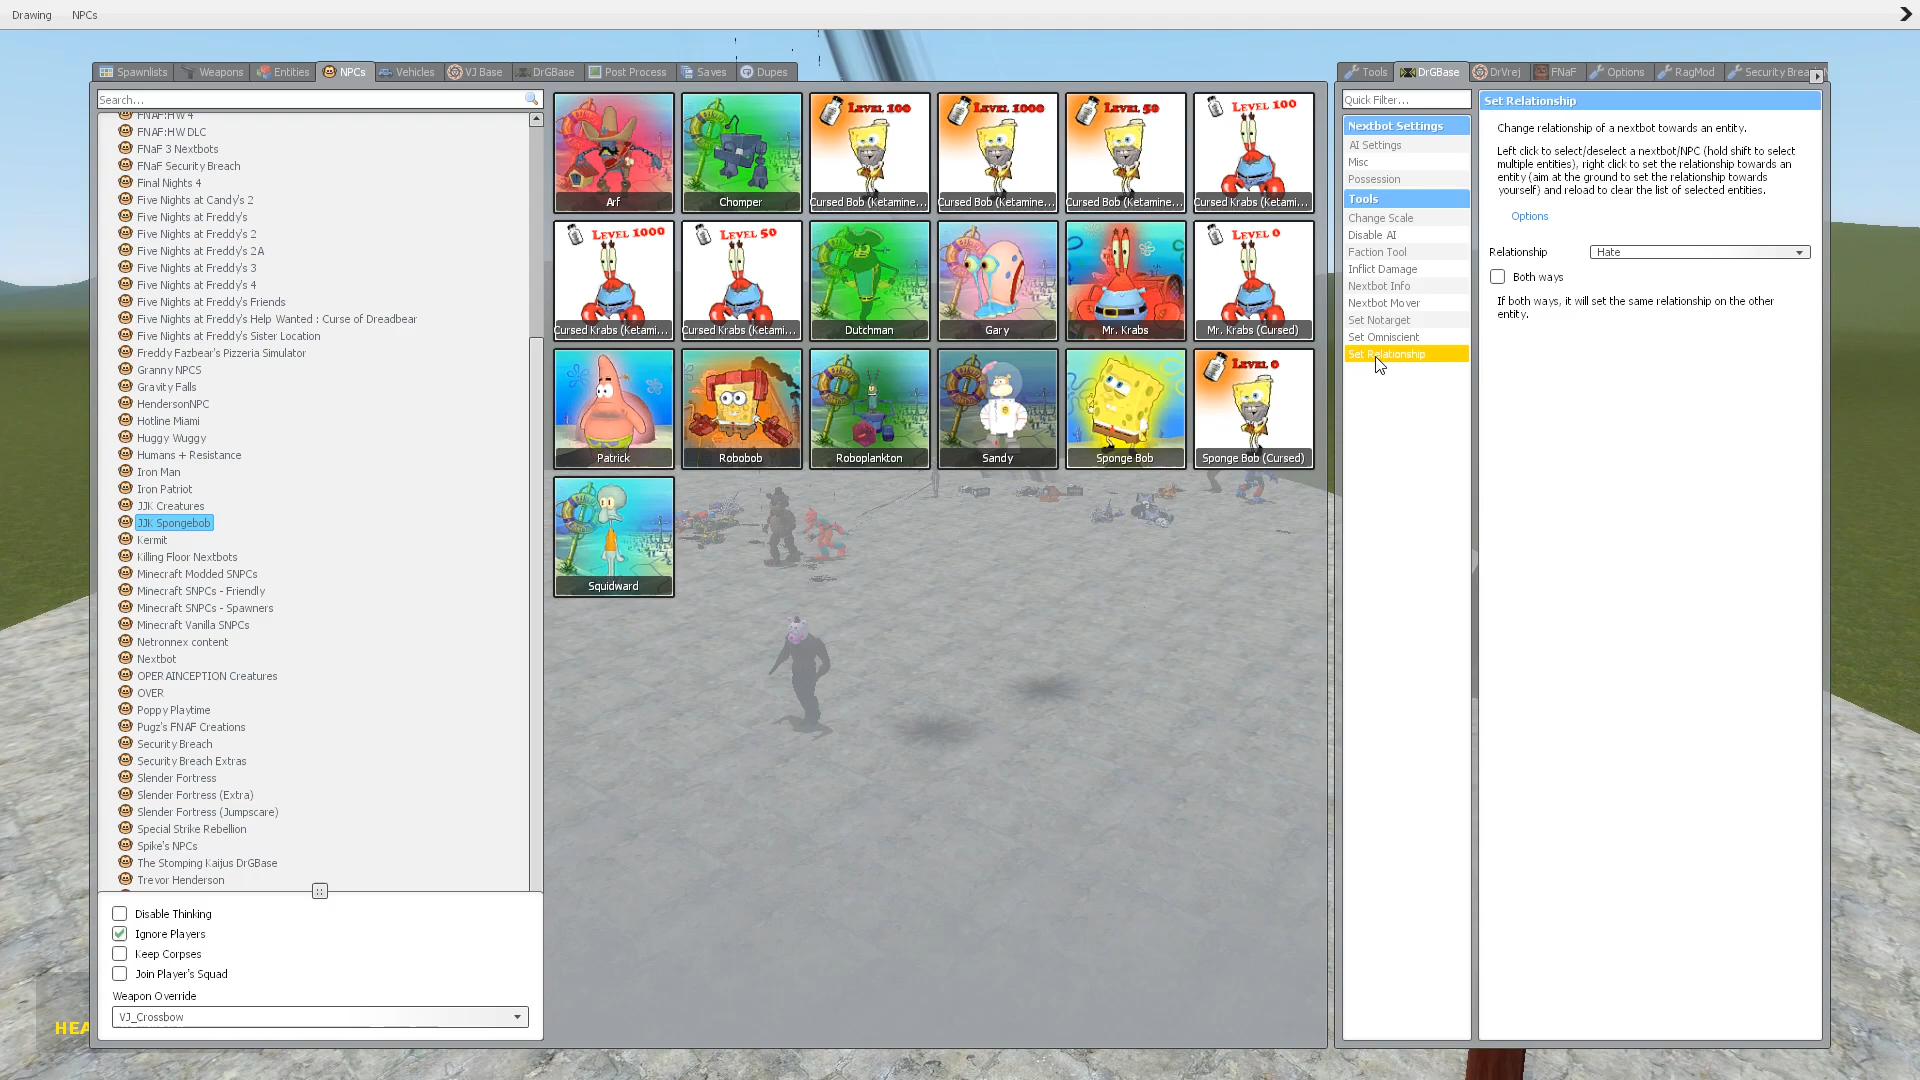 Drawing NPCs
Spawnlists Weapons Entities NPCs Vehicles VJ Base DrGBase Post Process Saves Dupes
Search...
FNAF:HW 4
FNAF:HW DLC
FNaF 3 Nextbots
FNaF Security Breach
Final Nights 4
Five Nights at Candy's 2
Five Nights at Freddy's
Five Nights at Freddy's 2
Five Nights at Freddy's 2A
Five Nights at Freddy's 3
Five Nights at Freddy's 4
Five Nights at Freddy's Friends
Five Nights at Freddy's Help Wanted : Curse of Dreadbear
Five Nights at Freddy's Sister Location
Freddy Fazbear's Pizzeria Simulator
Granny NPCS
Gravity Falls
HendersonNPC
Hotline Miami
Huggy Wuggy
Humans + Resistance
Iron Man
Iron Patriot
JJK Creatures
JJK Spongebob
Kermit
Killing Floor Nextbots
Minecraft Modded SNPCs
Minecraft SNPCs - Friendly
Minecraft SNPCs - Spawners
Minecraft Vanilla SNPCs
Netronnex content
Nextbot
OPERAINCEPTION Creatures
OVER
Poppy Playtime
Pugz's FNAF Creations
Security Breach
Security Breach Extras
Slender Fortress
Slender Fortress (Extra)
Slender Fortress (Jumpscare)
Special Strike Rebellion
Spike's NPCs
The Stomping Kaijus DrGBase
Trevor Henderson
Disable Thinking
Ignore Players
Keep Corpses
Join Player's Squad
Weapon Override
VJ_Crossbow
HEA
LEVEL 100 LEVEL 1000 LEVEL 50 LEVEL 100
Arf Chomper Cursed Bob (Ketamine... Cursed Bob (Ketamine... Cursed Bob (Ketamine... Cursed Krabs (Ketami...
LEVEL 1000 LEVEL 50 LEVEL 0
Cursed Krabs (Ketami... Cursed Krabs (Ketami... Dutchman Gary Mr. Krabs Mr. Krabs (Cursed)
LEVEL 0
Patrick Robobob Roboplankton Sandy Sponge Bob Sponge Bob (Cursed)
Squidward
Tools DrGBase DrVrej FNaF Options RagMod Security Brea
Quick Filter...
Nextbot Settings
AI Settings
Misc
Possession
Tools
Change Scale
Disable AI
Faction Tool
Inflict Damage
Nextbot Info
Nextbot Mover
Set Notarget
Set Omniscient
Set Relationship
Set Relationship
Change relationship of a nextbot towards an entity.
Left click to select/deselect a nextbot/NPC (hold shift to select
multiple entities), right click to set the relationship towards an
entity (aim at the ground to set the relationship towards
yourself) and reload to clear the list of selected entities.
Options
Relationship Hate
Both ways
If both ways, it will set the same relationship on the other
entity.